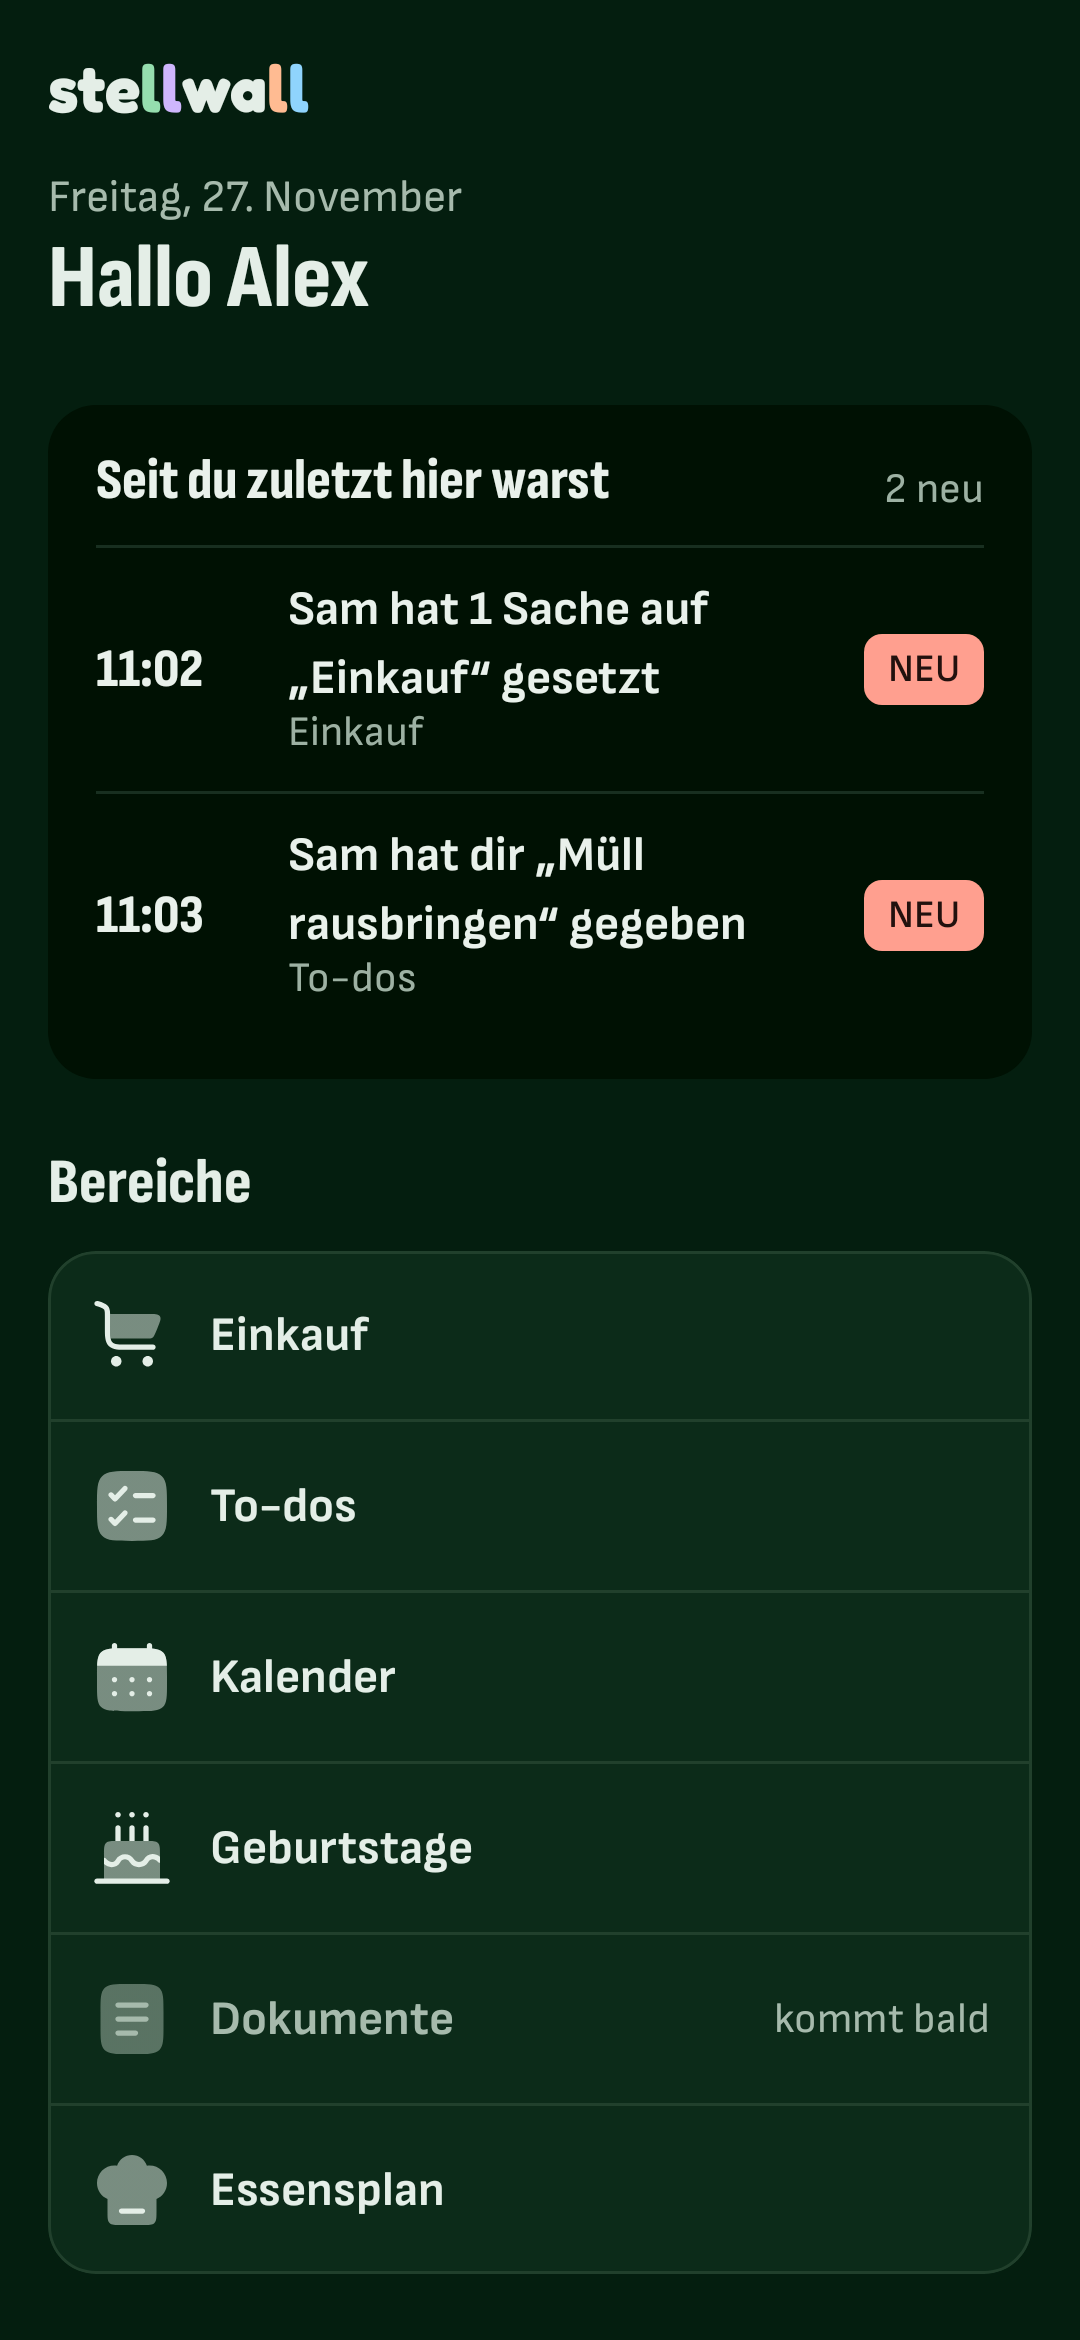 stellwall
Freitag, 27. November
Hallo Alex
Seit du zuletzt hier warst
2 neu
11:02
Sam hat 1 Sache auf
„Einkauf“ gesetzt
Einkauf
NEU
11:03
Sam hat dir „Müll
rausbringen“ gegeben
To-dos
NEU
Bereiche
Einkauf
To-dos
Kalender
Geburtstage
Dokumente
kommt bald
Essensplan